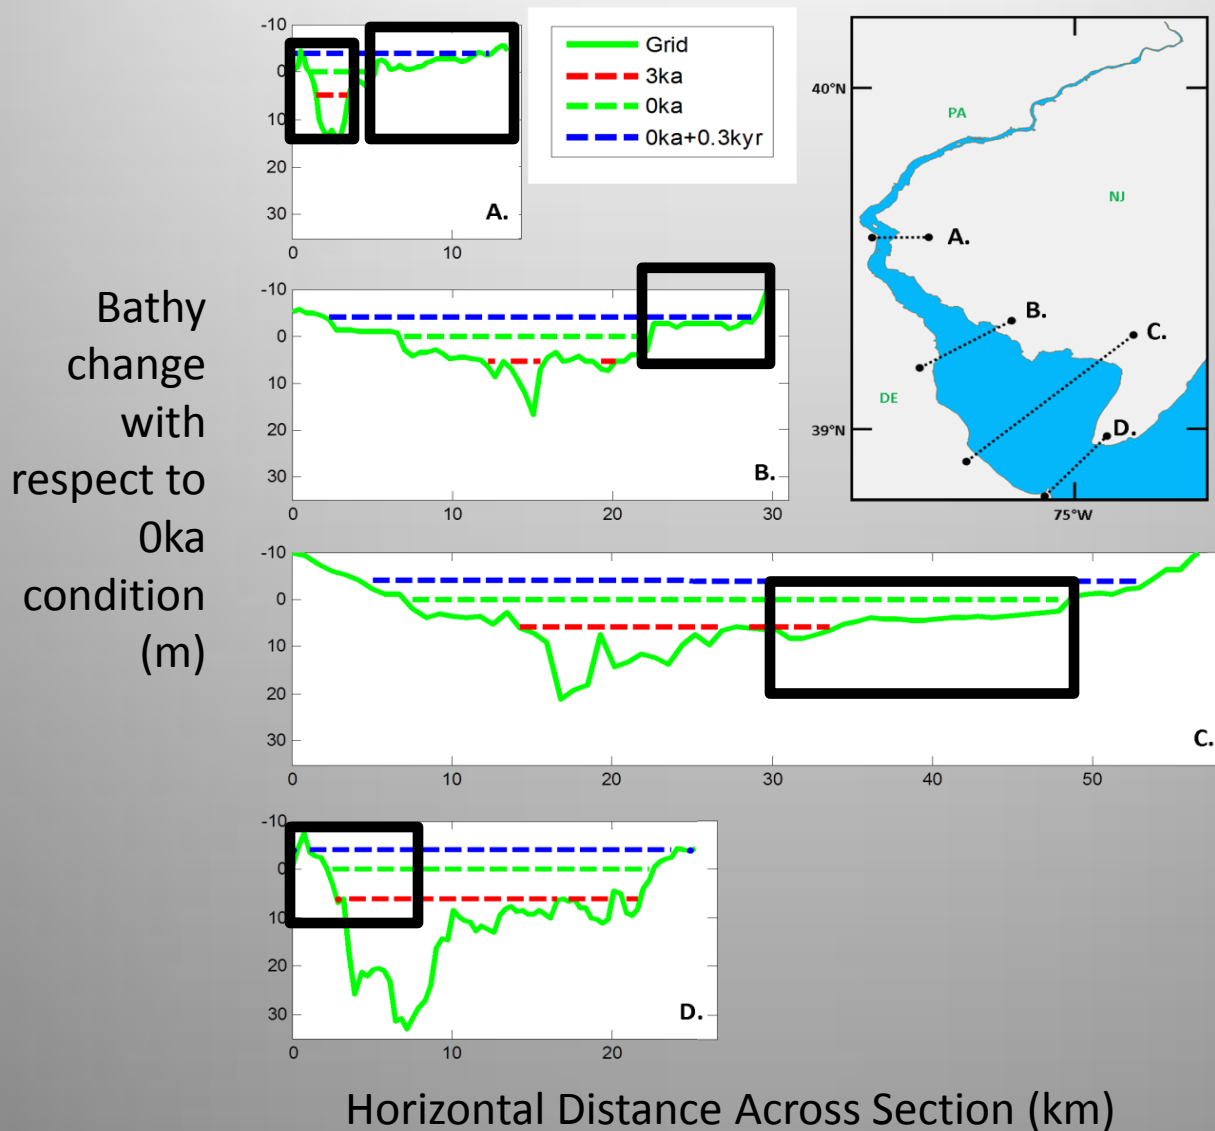 -10
0
10
20
30
A.
0
10
Grid
3ka
0ka
0ka+0.3kyr
40°N
PA
NJ
A.
B.
C.
DE
39°N
D.
75°W
Bathy
change
with
respect to
0ka
condition
(m)
-10
0
10
20
30
B.
0
10
20
30
-10
0
10
20
30
C.
0
10
20
30
40
50
-10
0
10
20
30
D.
0
10
20
Horizontal Distance Across Section (km)